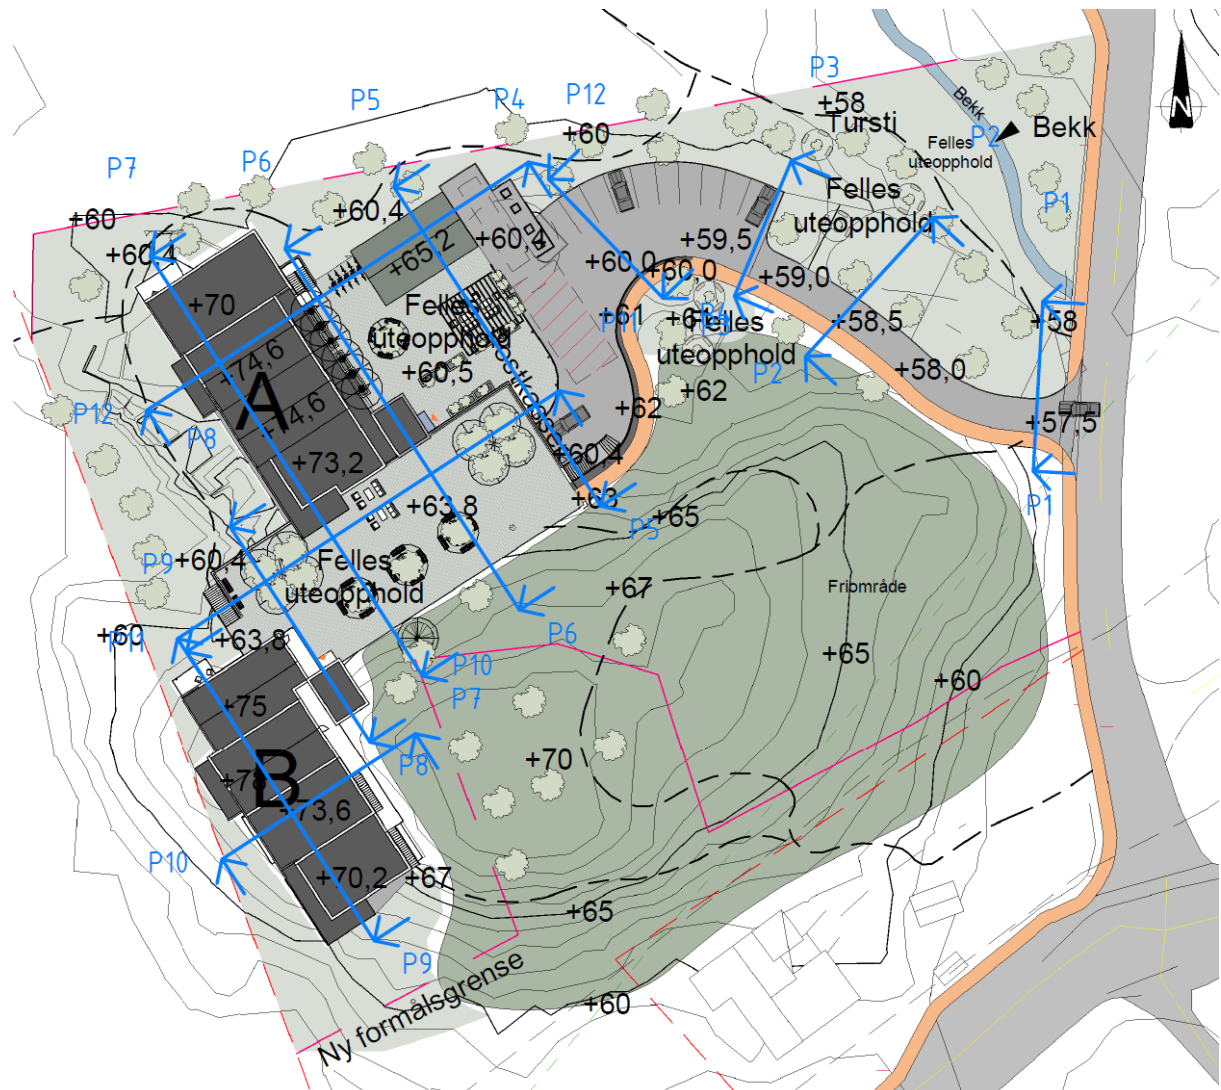 P3
P5
P4
P12
+58
Tursti
Bekk
P2
Bekk
+60
Felles
uteopphold
P7
P6
N
Felles
uteopphold
P1
+60
+60,4
+60,4
+60,4
+59,5
+65,2
+60,0
+60,0
+59,0
+70
Felles
uteopphold
+61
P11
Felles
uteopphold
+58,5
+58
+74,6
A
+74,6
+60,5
P2
+58,0
+62
+62
P12
P8
+57,5
+73,2
+60,4
+63
+63,8
+65
P1
P5
P9
+60,4
Felles
uteopphold
+67
Friområde
+60
+63,8
P6
P10
P7
+65
+60
+75
P8
+70
B
+78
+73,6
P10
+70,2
+67
+65
P9
Ny formålsgrense
+60